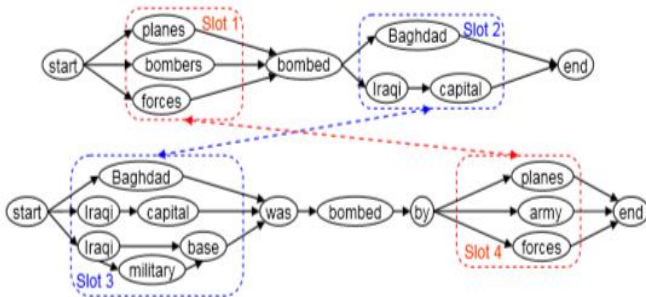 planes Slot 1 Baghdad Slot 2
start bombers bombed end
forces Iraqi capital
Baghdad planes
start Iraqi capital was bombed by army end
Iraqi base
military forces
Slot 3 Slot 4